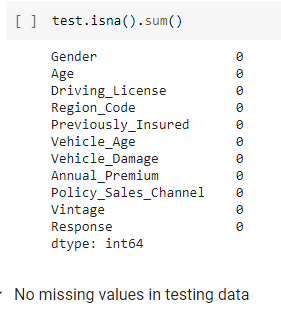 [ ] test.isna().sum()
Gender 0
Age 0
Driving_License 0
Region_Code 0
Previously_Insured 0
Vehicle_Age 0
Vehicle_Damage 0
Annual_Premium 0
Policy_Sales_Channel 0
Vintage 0
Response 0
dtype: int64
No missing values in testing data